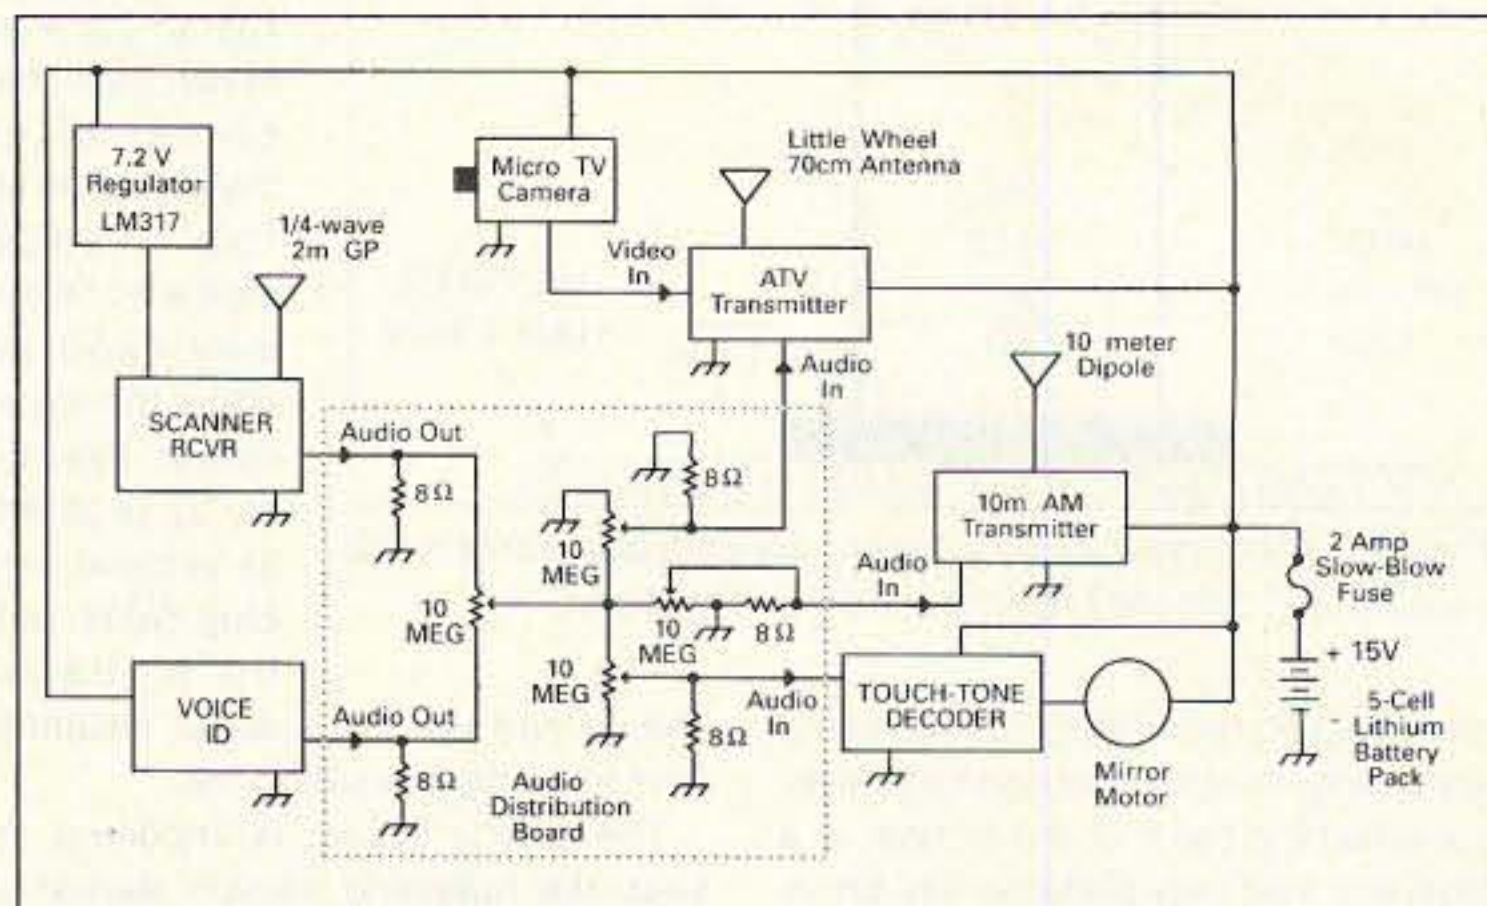 7.2 V
Regulator
LM317
1/4-wave
2m GP
Micro TV
Camera
Little Wheel
70cm Antenna
Video
In
ATV
Transmitter
Audio
In
10 meter
Dipole
SCANNER
RCVR
Audio Out
8Ω
8Ω
10
MEG
10
MEG
10
MEG
8Ω
10
MEG
Audio
In
10m AM
Transmitter
2 Amp
Slow-Blow
Fuse
+ 15V
-
5-Cell
Lithium
Battery
Pack
VOICE
ID
Audio Out
8Ω
8Ω
Audio
In
TOUCH-TONE
DECODER
Mirror
Motor
Audio
Distribution
Board